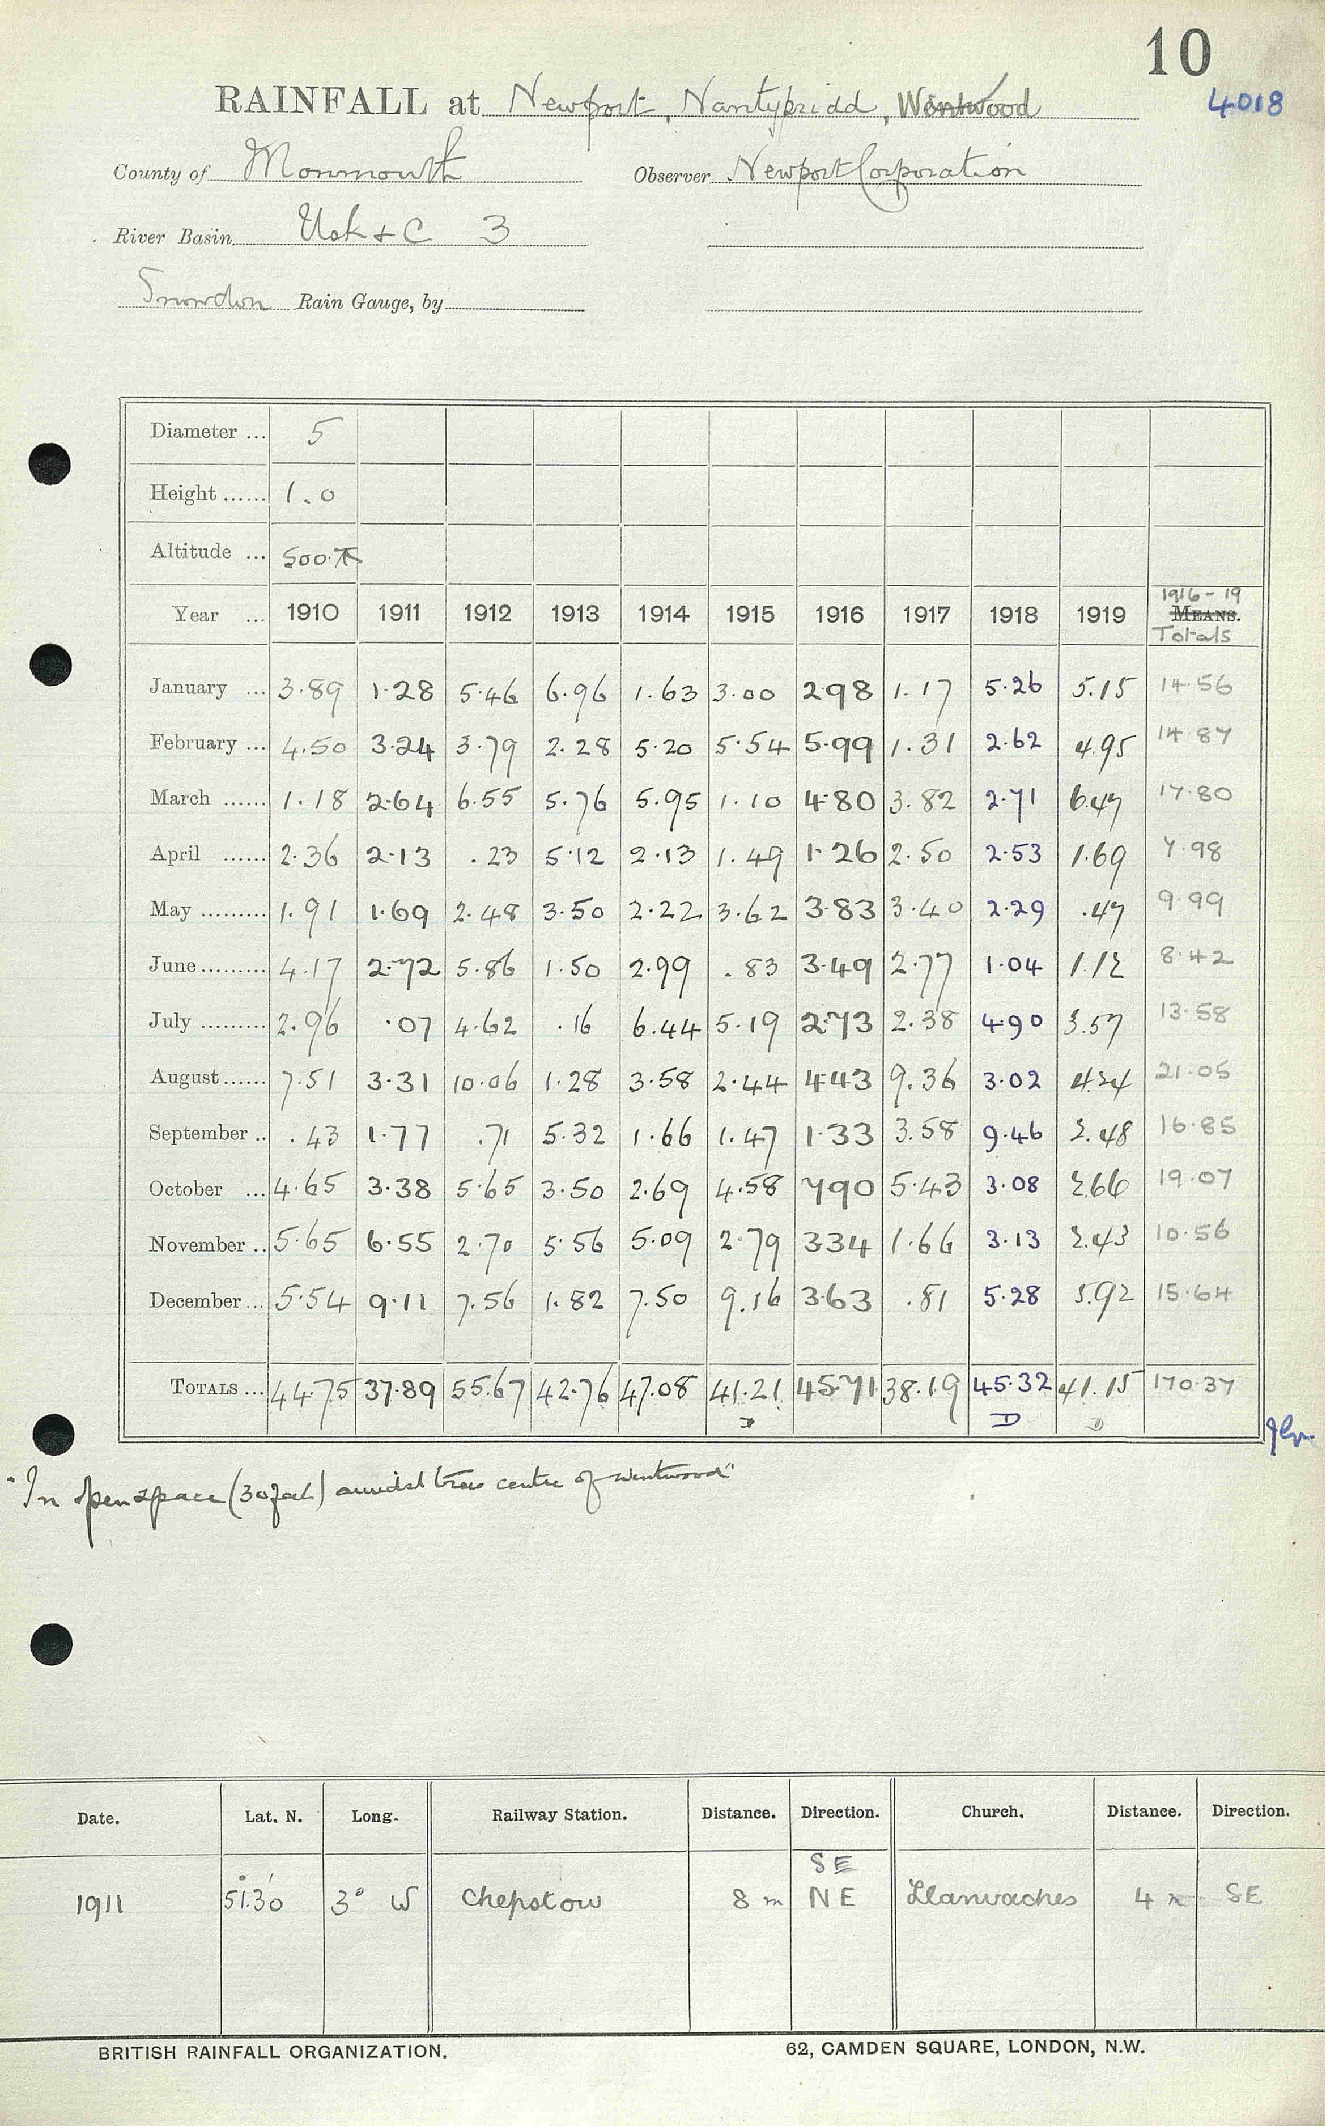 10
RAINFALL at Newport, Nantypridd, Wentwood 4018
County of Monmouth Observer Newport Corporation
River Basin Usk & C 3
Snowdon Rain Gauge, by
Diameter ... 5
Height ...... 1.0
Altitude ... 500
1916-19
Year ... 1910 1911 1912 1913 1914 1915 1916 1917 1918 1919 MEANS.
Totals
January ... 3.89 1.28 5.46 6.96 1.63 3.00 2.98 1.17 5.26 5.15 14.56
February ... 4.50 3.24 3.79 2.28 5.20 5.54 5.99 1.31 2.62 4.95 14.87
March ...... 1.18 2.64 6.55 5.76 5.95 1.10 4.80 3.82 2.71 6.47 17.80
April ...... 2.36 2.13 .23 5.12 2.13 1.49 1.26 2.50 2.53 1.69 7.98
May ......... 1.91 1.69 2.48 3.50 2.22 3.62 3.83 3.40 2.29 .47 9.99
June ......... 4.17 2.72 5.86 1.50 2.99 .83 3.49 2.77 1.04 1.12 8.42
July ......... 2.96 .07 4.62 .16 6.44 5.19 2.73 2.38 4.90 3.57 13.58
August ...... 7.51 3.31 10.06 1.28 3.58 2.44 4.43 9.36 3.02 4.24 21.05
September .. .43 1.77 .71 5.32 1.66 1.47 1.33 3.58 9.46 2.48 16.85
October ... 4.65 3.38 5.65 3.50 2.69 4.58 7.90 5.43 3.08 2.66 19.07
November .. 5.65 6.55 2.70 5.56 5.09 2.79 3.34 1.66 3.13 2.43 10.56
December ... 5.54 9.11 7.56 1.82 7.50 9.16 3.63 .81 5.28 5.92 15.64
TOTALS ... 44.75 37.89 55.67 42.76 47.08 41.21 45.71 38.19 45.32 41.15 170.37
D D D
"In open space (30 feet) amidst trees centre of Wentwood"
Date. Lat. N. Long. Railway Station. Distance. Direction. Church. Distance. Direction.
SE
1911 51°30' 3° W Chepstow 8 m NE Llanvaches 4 m SE
BRITISH RAINFALL ORGANIZATION. 62, CAMDEN SQUARE, LONDON, N.W.